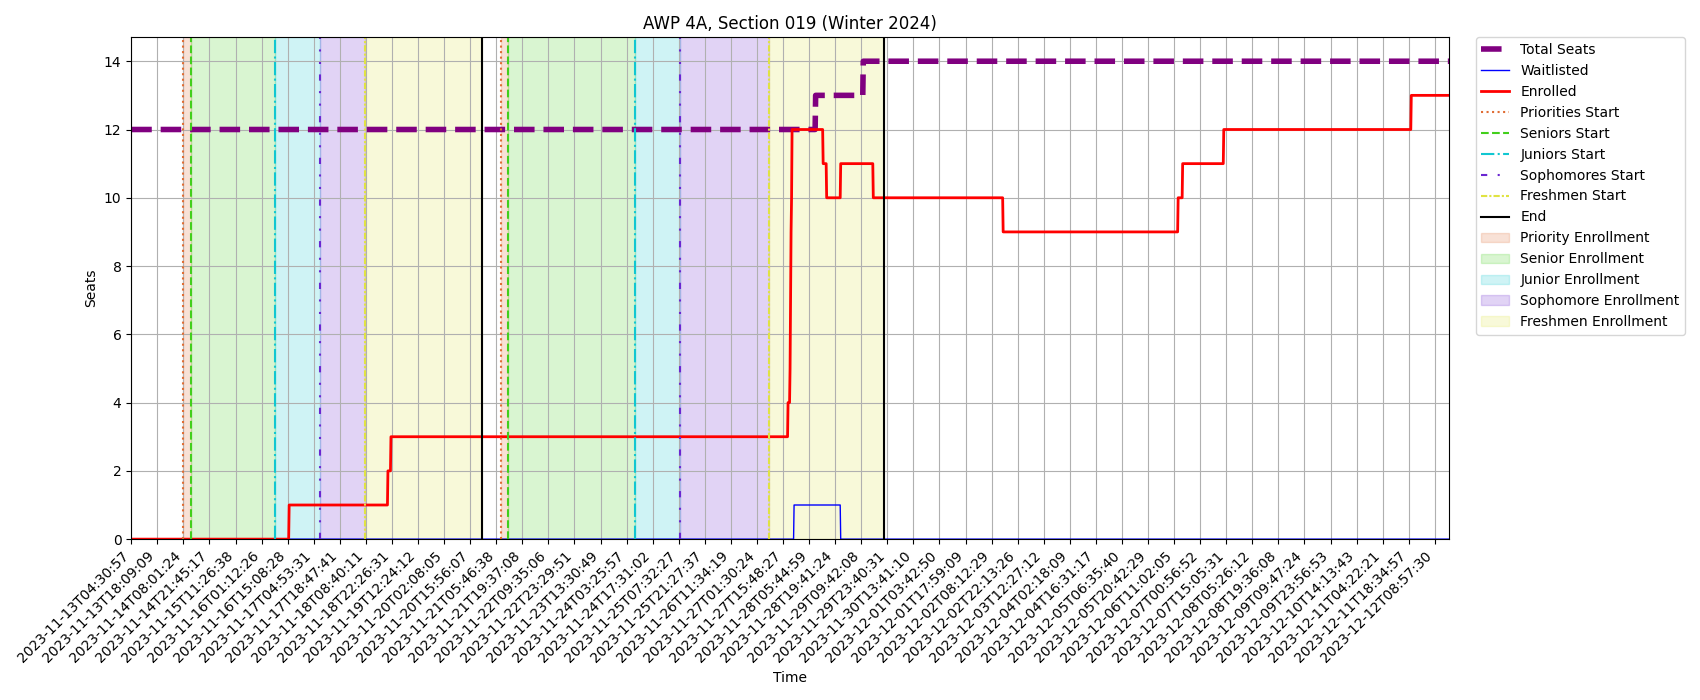 AWP 4A, Section 019 (Winter 2024)
Seats
14
12
10
8
6
4
2
0
2023-11-13T04:30:57
2023-11-13T18:09:09
2023-11-14T08:01:24
2023-11-14T21:45:17
2023-11-15T11:26:38
2023-11-16T01:12:26
2023-11-16T15:08:28
2023-11-17T04:53:31
2023-11-17T18:47:41
2023-11-18T08:40:11
2023-11-18T22:26:31
2023-11-19T12:24:12
2023-11-20T02:08:05
2023-11-20T15:56:07
2023-11-21T05:46:38
2023-11-21T19:37:08
2023-11-22T09:35:06
2023-11-22T23:29:51
2023-11-23T13:30:49
2023-11-24T03:25:57
2023-11-24T17:31:02
2023-11-25T07:32:27
2023-11-25T21:27:37
2023-11-26T11:34:19
2023-11-27T01:30:24
2023-11-27T15:48:27
2023-11-28T05:44:59
2023-11-28T19:41:24
2023-11-29T09:42:08
2023-11-29T23:40:31
2023-11-30T13:41:10
2023-12-01T03:42:50
2023-12-01T17:59:09
2023-12-02T08:12:29
2023-12-02T22:13:26
2023-12-03T12:27:12
2023-12-04T02:18:09
2023-12-04T16:31:17
2023-12-05T06:35:40
2023-12-05T20:42:29
2023-12-06T11:02:05
2023-12-07T00:56:52
2023-12-07T15:05:31
2023-12-08T05:26:12
2023-12-08T19:36:08
2023-12-09T09:47:24
2023-12-09T23:56:53
2023-12-10T14:13:43
2023-12-11T04:22:21
2023-12-11T18:34:57
2023-12-12T08:57:30
Time
Total Seats
Waitlisted
Enrolled
Priorities Start
Seniors Start
Juniors Start
Sophomores Start
Freshmen Start
End
Priority Enrollment
Senior Enrollment
Junior Enrollment
Sophomore Enrollment
Freshmen Enrollment